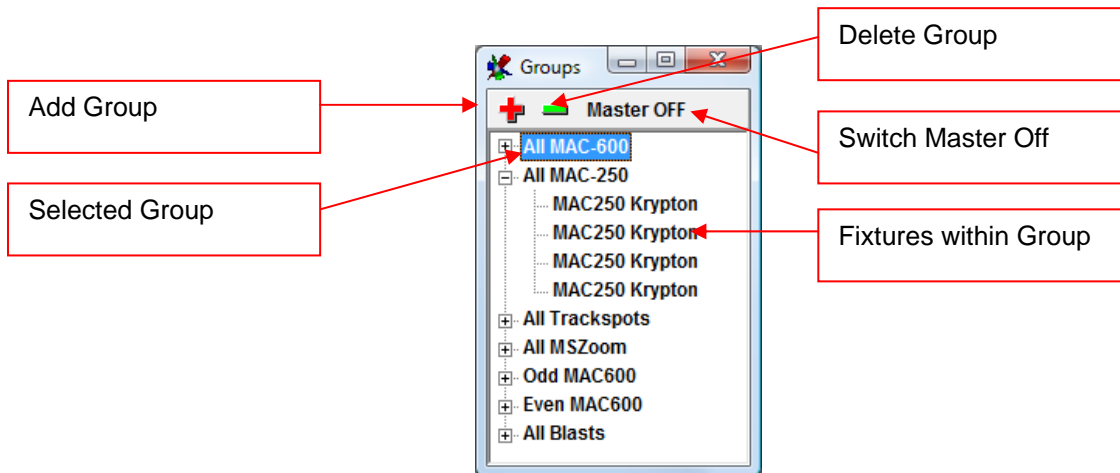 Delete Group
Groups
Add Group
Master OFF
Switch Master Off
All MAC-600
All MAC-250
Selected Group
MAC250 Krypton
MAC250 Krypton
Fixtures within Group
MAC250 Krypton
MAC250 Krypton
All Trackspots
All MSZoom
Odd MAC600
Even MAC600
All Blasts